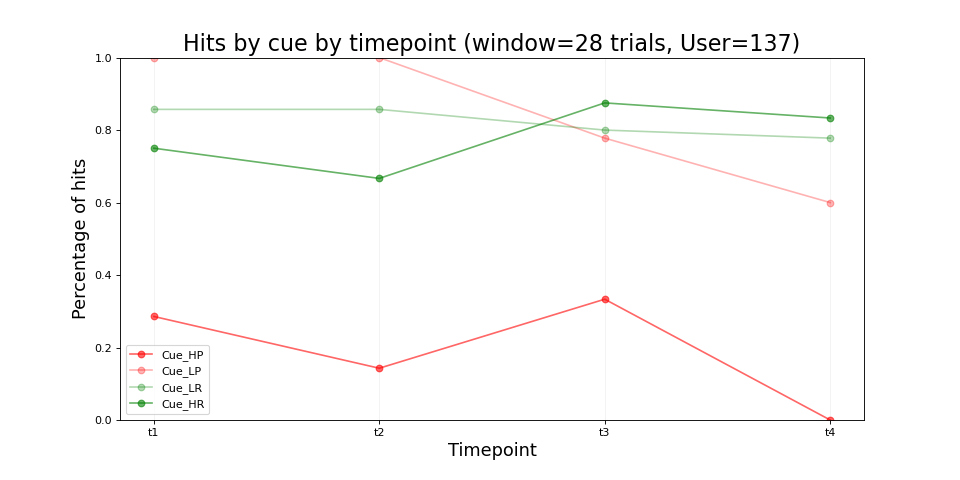 Hits by cue by timepoint (window=28 trials, User=137)
Percentage of hits
1.0
0.8
0.6
0.4
0.2
0.0
Cue_HP
Cue_LP
Cue_LR
Cue_HR
t1 t2 t3 t4
Timepoint